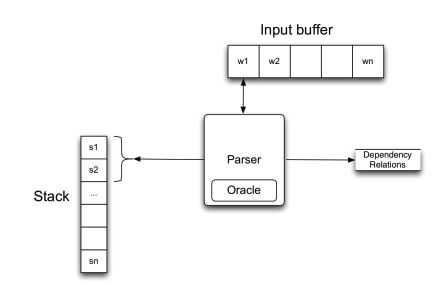 Input buffer
w1 w2 wn
s1
s2
...
sn
Stack
Parser
Oracle
Dependency
Relations